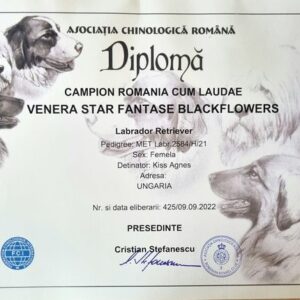 ASOCIAȚIA CHINOLOGICĂ ROMÂNĂ
Diplomă
CAMPION ROMANIA CUM LAUDAE
VENERA STAR FANTASE BLACKFLOWERS
Labrador Retriever
Pedigree: MET Labr.2584/H/21
Sex: Femela
Detinator: Kiss Agnes
Adresa:
UNGARIA
Nr. si data eliberarii: 425/09.09.2022
PRESEDINTE
Cristian Stefanescu
FCI